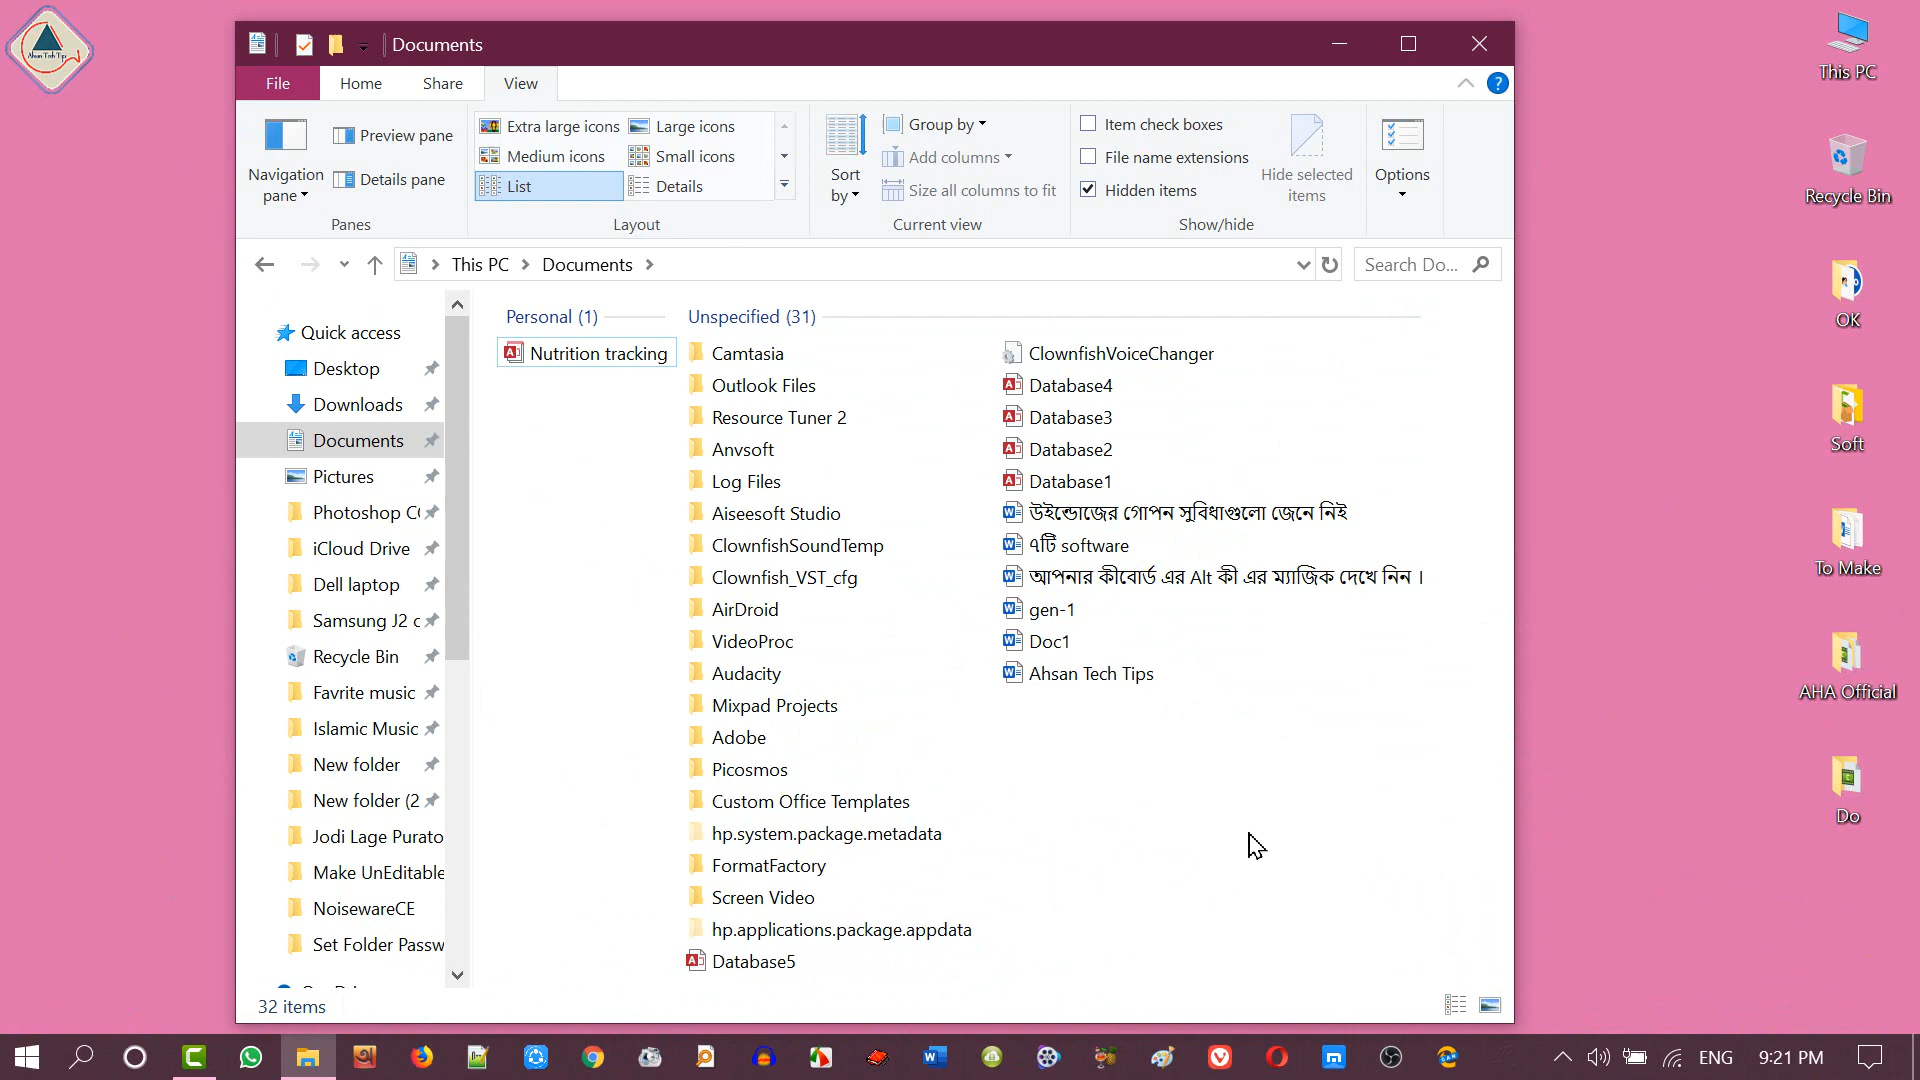 Ahsan Tech Tips
Documents
File
Home
Share
View
Navigation
pane
Preview pane
Details pane
Panes
Extra large icons
Large icons
Medium icons
Small icons
List
Details
Layout
Sort
by
Group by
Add columns
Size all columns to fit
Current view
Item check boxes
File name extensions
Hidden items
Hide selected
items
Show/hide
Options
This PC
Documents
Search Do...
Quick access
Desktop
Downloads
Documents
Pictures
Photoshop C
iCloud Drive
Dell laptop
Samsung J2 c
Recycle Bin
Favrite music
Islamic Music
New folder
New folder (2
Jodi Lage Purato
Make UnEditable
NoisewareCE
Set Folder Passw
Personal (1)
Nutrition tracking
Unspecified (31)
Camtasia
Outlook Files
Resource Tuner 2
Anvsoft
Log Files
Aiseesoft Studio
ClownfishSoundTemp
Clownfish_VST_cfg
AirDroid
VideoProc
Audacity
Mixpad Projects
Adobe
Picosmos
Custom Office Templates
hp.system.package.metadata
FormatFactory
Screen Video
hp.applications.package.appdata
Database5
ClownfishVoiceChanger
Database4
Database3
Database2
Database1
উইন্ডোজের গোপন সুবিধাগুলো জেনে নিই
৭টি software
আপনার কীবোর্ড এর Alt কী এর ম্যাজিক দেখে নিন ।
gen-1
Doc1
Ahsan Tech Tips
32 items
This PC
Recycle Bin
OK
Soft
To Make
AHA Official
Do
ENG
9:21 PM